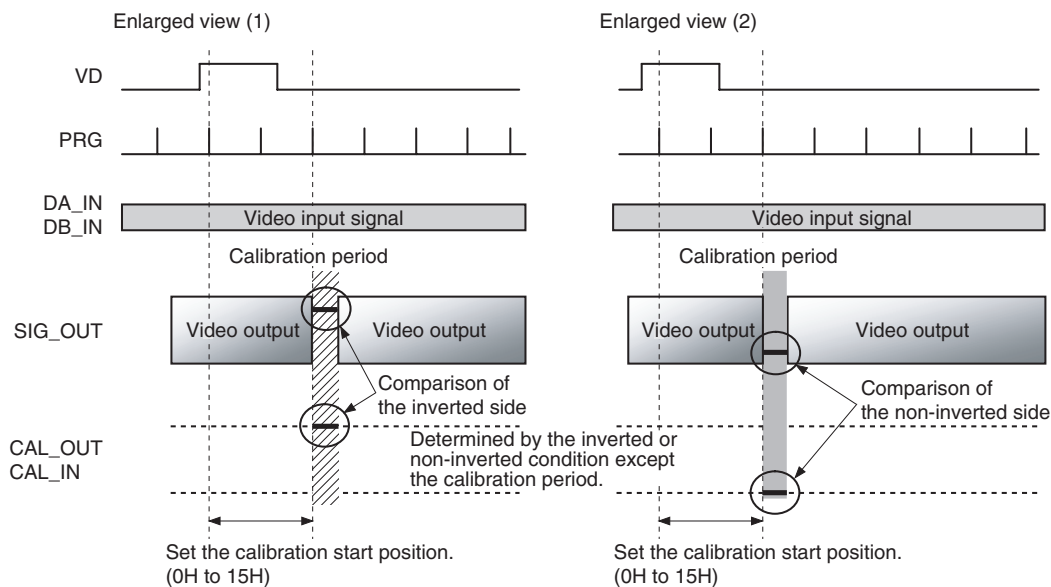 Enlarged view (1)
Enlarged view (2)
VD
PRG
DA_IN
DB_IN
Video input signal
Video input signal
Calibration period
Calibration period
SIG_OUT
Video output
Video output
Video output
Video output
Comparison of
the inverted side
Comparison of
the non-inverted side
CAL_OUT
CAL_IN
Determined by the inverted or
non-inverted condition except
the calibration period.
Set the calibration start position.
(0H to 15H)
Set the calibration start position.
(0H to 15H)